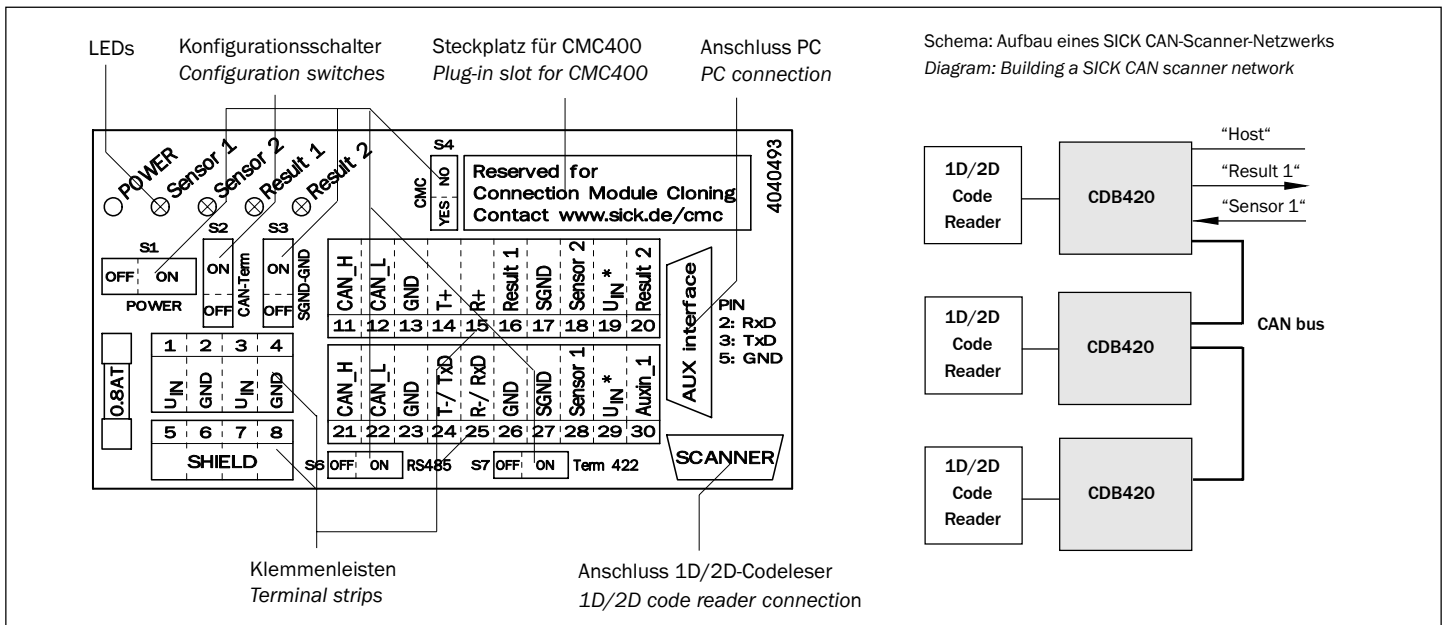 LEDs
Konfigurationsschalter
Configuration switches
Steckplatz für CMC400
Plug-in slot for CMC400
Anschluss PC
PC connection
POWER
Sensor 1
Sensor 2
Result 1
Result 2
S4
CMC
YES NO
Reserved for
Connection Module Cloning
Contact www.sick.de/cmc
4040493
S1
OFF ON
POWER
S2
ON
OFF
CAN-Term
S3
ON
OFF
SGND-GND
CAN_H CAN_L GND T+ R+ Result 1 SGND Sensor 2 UIN* Result 2
11 12 13 14 15 16 17 18 19 20
CAN_H CAN_L GND T-/ TxD R-/ RxD GND SGND Sensor 1 UIN* Auxin_1
21 22 23 24 25 26 27 28 29 30
AUX interface
PIN
2: RxD
3: TxD
5: GND
0.8AT
1 2 3 4
UIN GND UIN GND
5 6 7 8
SHIELD
S6 OFF ON RS485
S7 OFF ON Term 422
SCANNER
Klemmenleisten
Terminal strips
Anschluss 1D/2D-Codeleser
1D/2D code reader connection
Schema: Aufbau eines SICK CAN-Scanner-Netzwerks
Diagram: Building a SICK CAN scanner network
1D/2D
Code
Reader
CDB420
“Host“
“Result 1“
“Sensor 1“
1D/2D
Code
Reader
CDB420
CAN bus
1D/2D
Code
Reader
CDB420